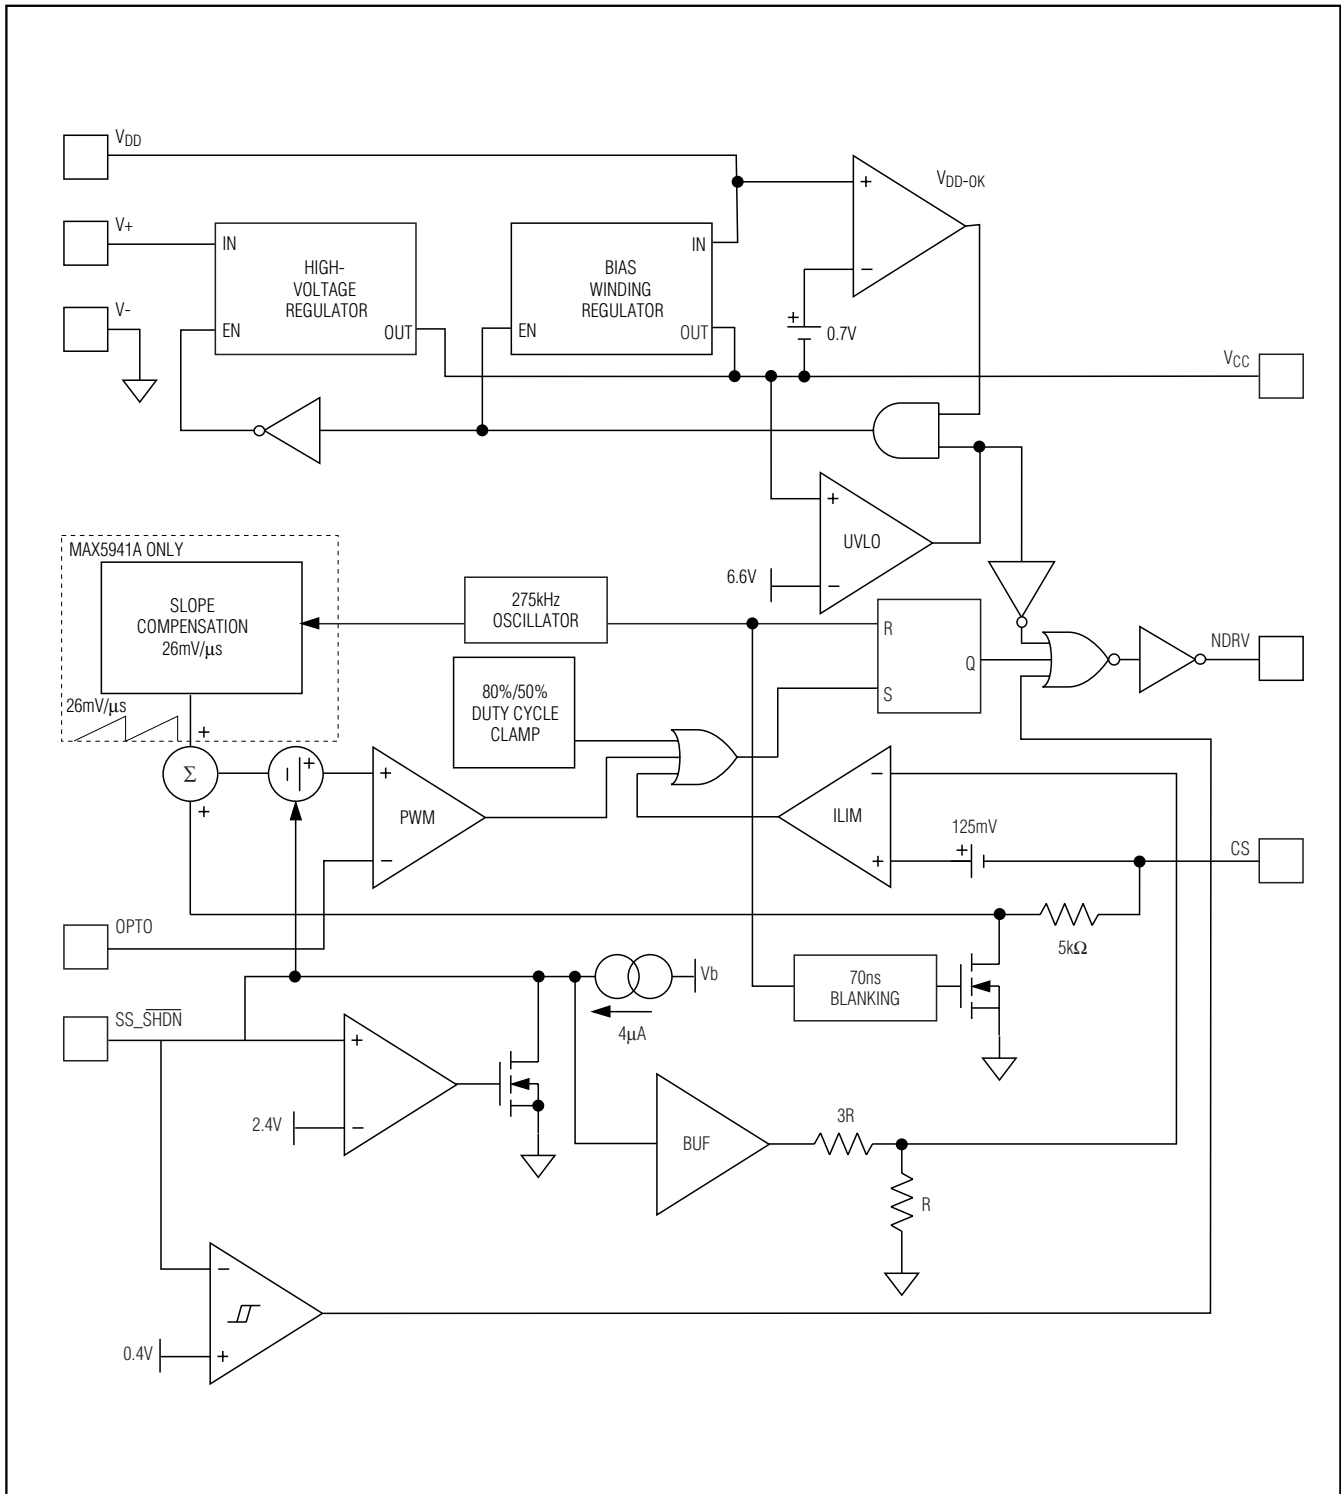 VDD
VDD-OK
V+
IN
HIGH-
VOLTAGE
REGULATOR
EN
OUT
IN
BIAS
WINDING
REGULATOR
EN
OUT
+
−
+
0.7V
V-
VCC
MAX5941A ONLY
SLOPE
COMPENSATION
26mV/µs
26mV/µs
275kHz
OSCILLATOR
+
UVLO
6.6V
−
R
Q
S
NDRV
80%/50%
DUTY CYCLE
CLAMP
+
Σ
+
+
+
PWM
−
−
ILIM
+
125mV
+
CS
OPTO
5kΩ
Vb
4µA
70ns
BLANKING
SS_SHDN
+
2.4V
−
BUF
3R
R
−
0.4V
+